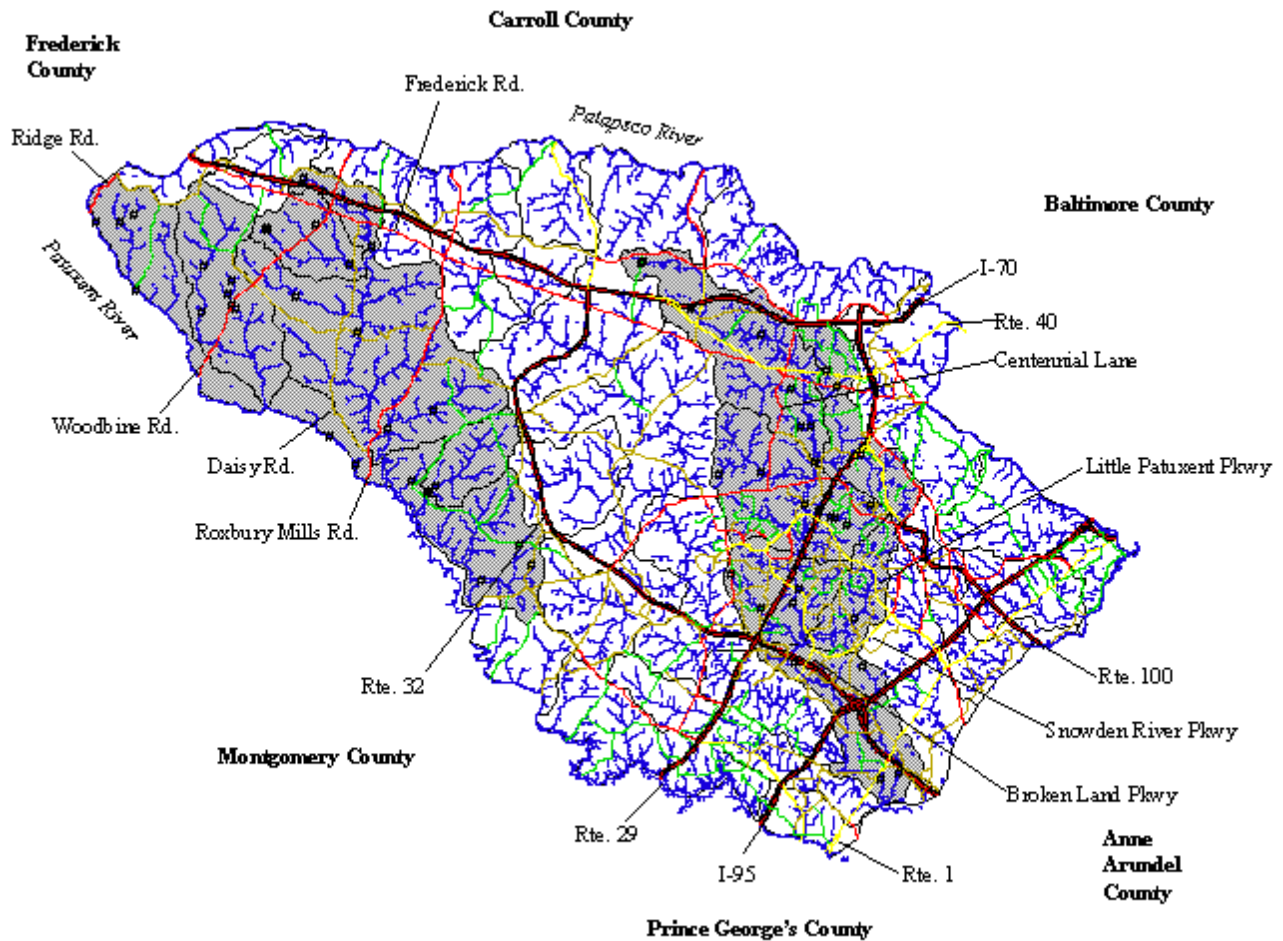 Carroll County
Frederick
County
Frederick Rd.
Patapsco River
Ridge Rd.
Baltimore County
Patuxent River
I-70
Rte. 40
Centennial Lane
Woodbine Rd.
Daisy Rd.
Little Patuxent Pkwy
Roxbury Mills Rd.
Rte. 32
Rte. 100
Snowden River Pkwy
Montgomery County
Broken Land Pkwy
Rte. 29
I-95
Rte. 1
Anne
Arundel
County
Prince George's County